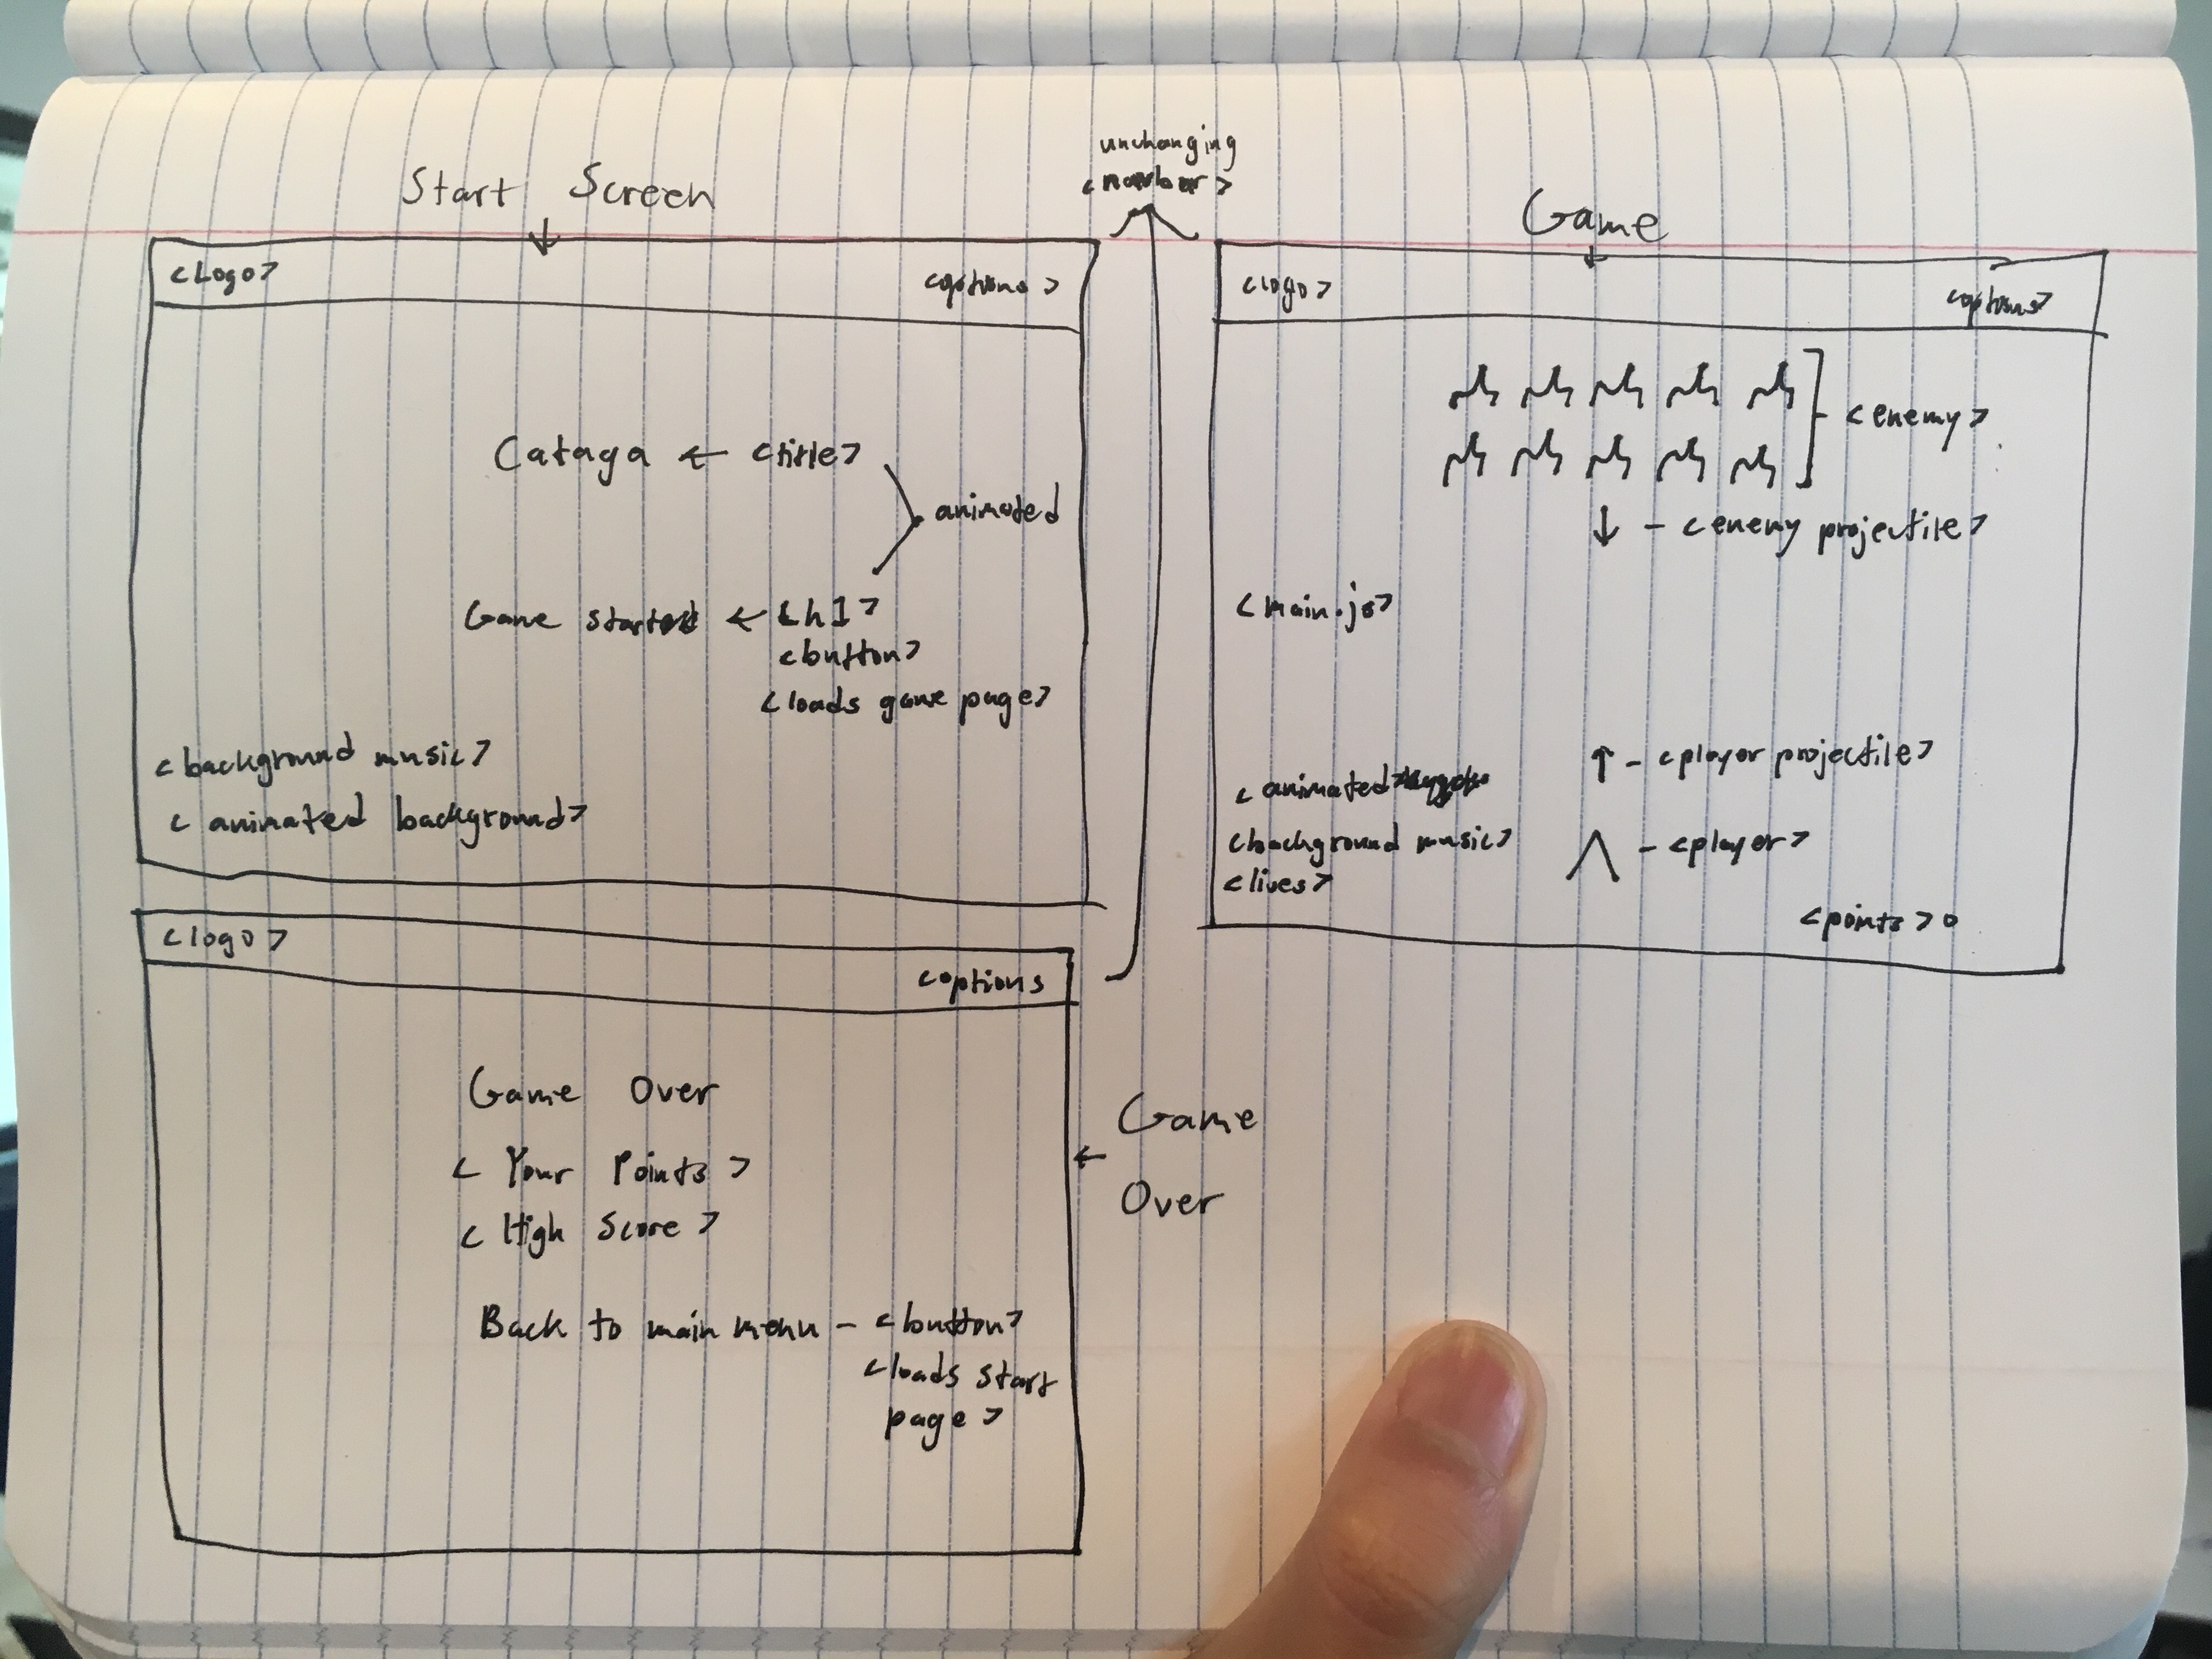 unchanging
<navbar>
Start Screen
<Logo>
<options>
Cataga ← <title>
animated
Game start ← <h1>
<button>
<loads game page>
<background music>
<animated background>
Game
<logo>
<options>
<enemy>
↓ - <enemy projectile>
<main.js>
↑ - <player projectile>
<animated>
<background music>
- <player>
<lives>
<points> 0
<logo>
<options
Game Over
< Your Points >
< High Score >
Back to main menu - <button>
<loads start
page >
Game
←
Over